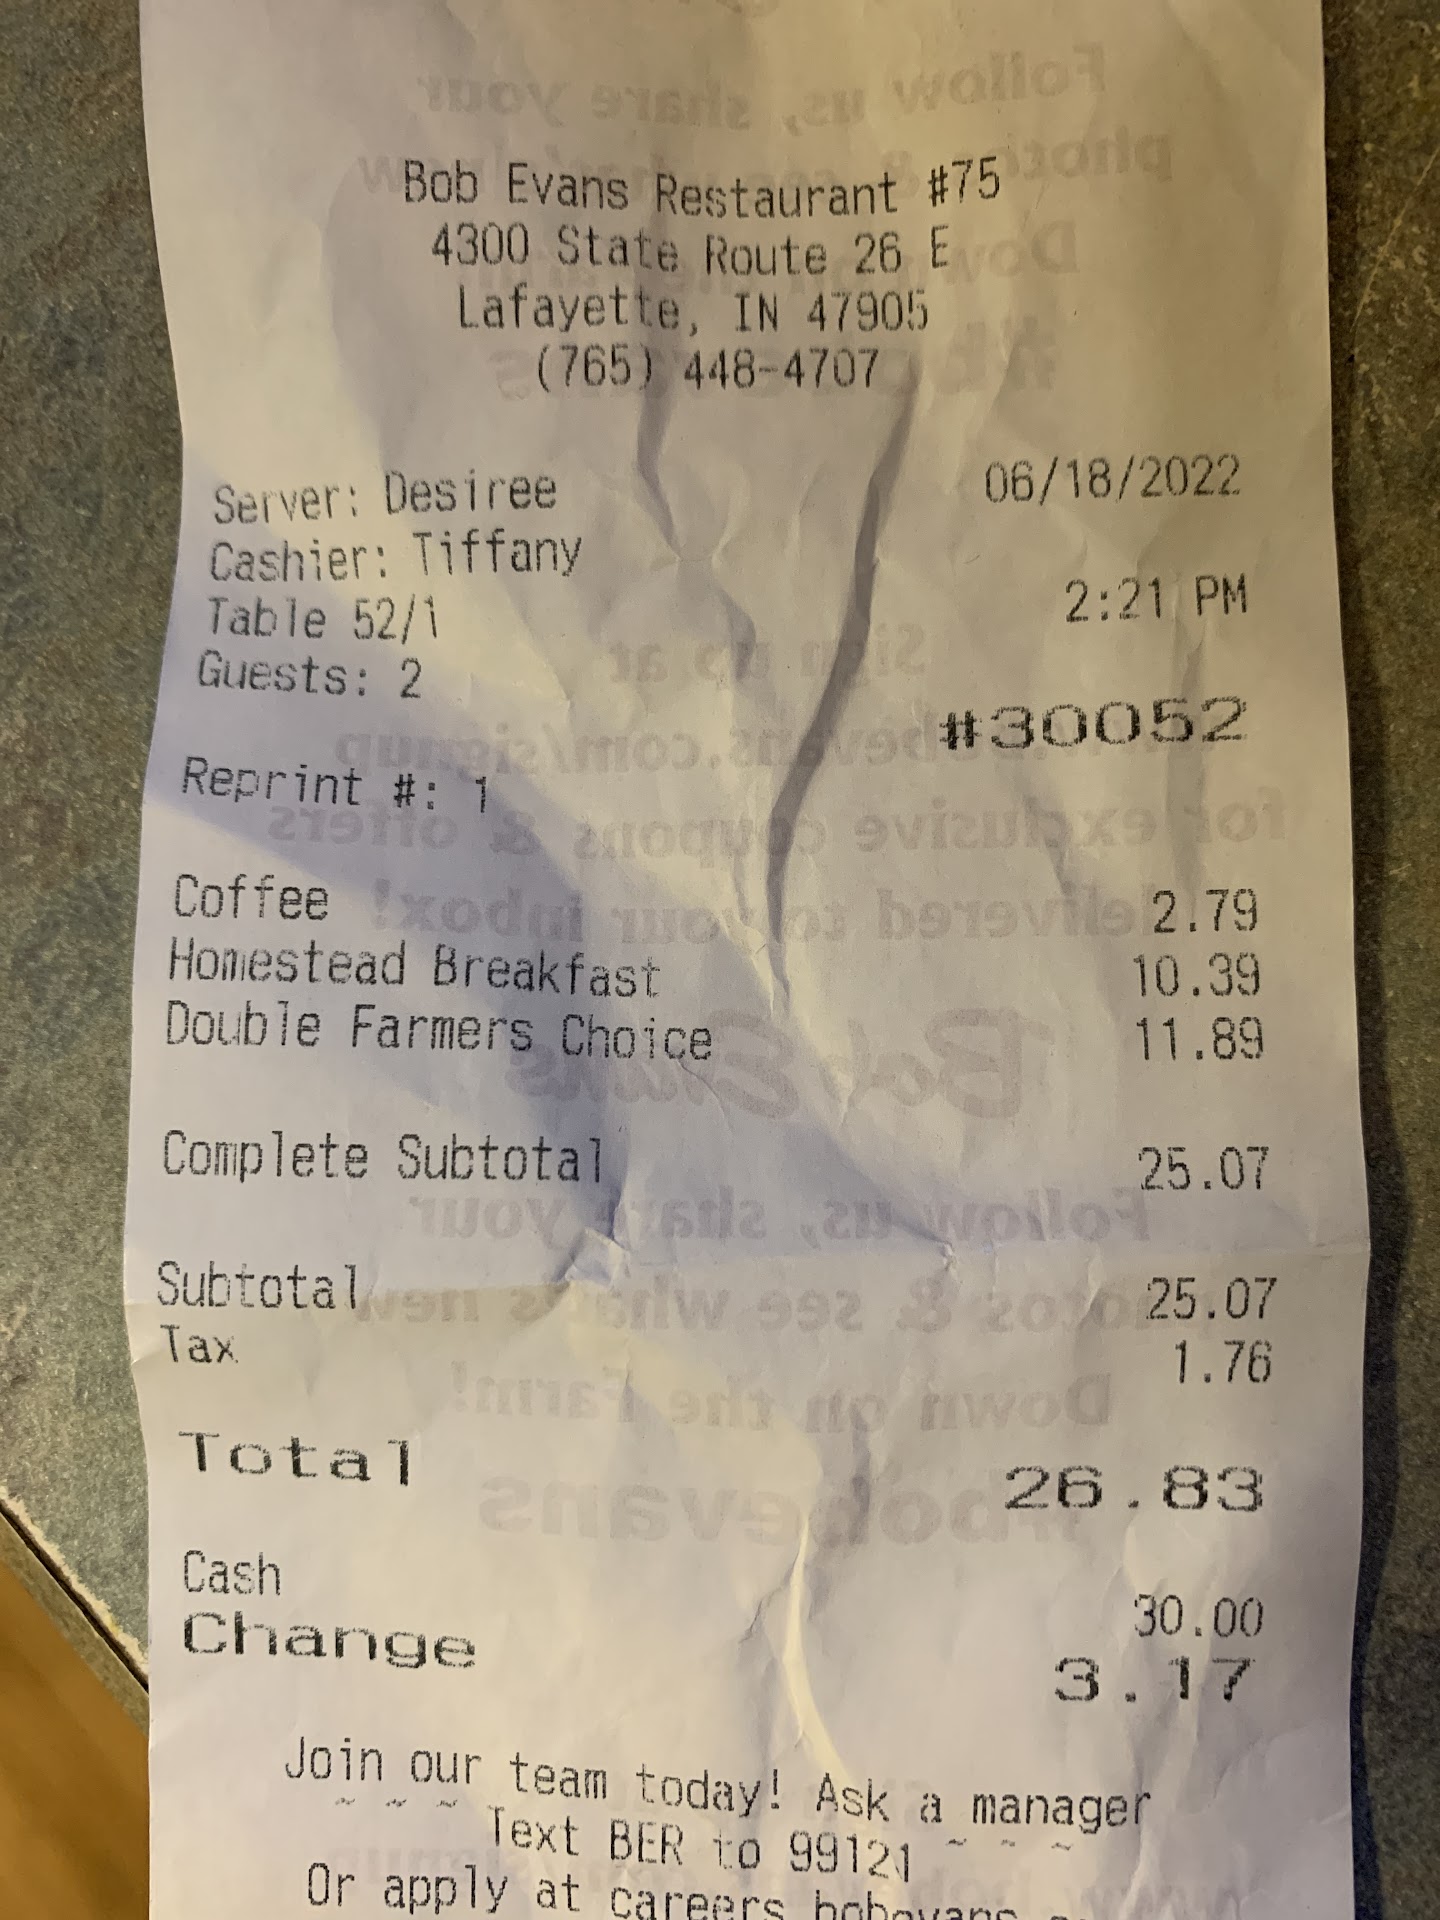 Bob Evans Restaurant #75
4300 State Route 26 E
Lafayette, IN 47905
(765) 448-4707
Server: Desiree 06/18/2022
Cashier: Tiffany
Table 52/1 2:21 PM
Guests: 2
#30052
Reprint #: 1
Coffee 2.79
Homestead Breakfast 10.39
Double Farmers Choice 11.89
Complete Subtotal 25.07
Subtotal 25.07
Tax 1.76
Total 26.83
Cash 30.00
Change 3.17
Join our team today! Ask a manager
~ ~ ~ Text BER to 99121 ~ ~ ~
Or apply at careers.bobevans